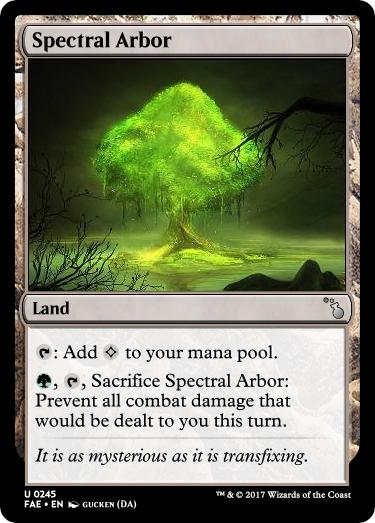 Spectral Arbor
Land
: Add to your mana pool.
, , Sacrifice Spectral Arbor:
Prevent all combat damage that
would be dealt to you this turn.
It is as mysterious as it is transfixing.
U 0245
FAE • EN GUCKEN (DA)
™ & © 2017 Wizards of the Coast